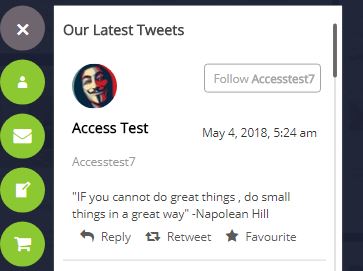 Our Latest Tweets
Follow Accesstest7
Access Test
May 4, 2018, 5:24 am
Accesstest7
"IF you cannot do great things , do small
things in a great way" -Napolean Hill
Reply Retweet Favourite